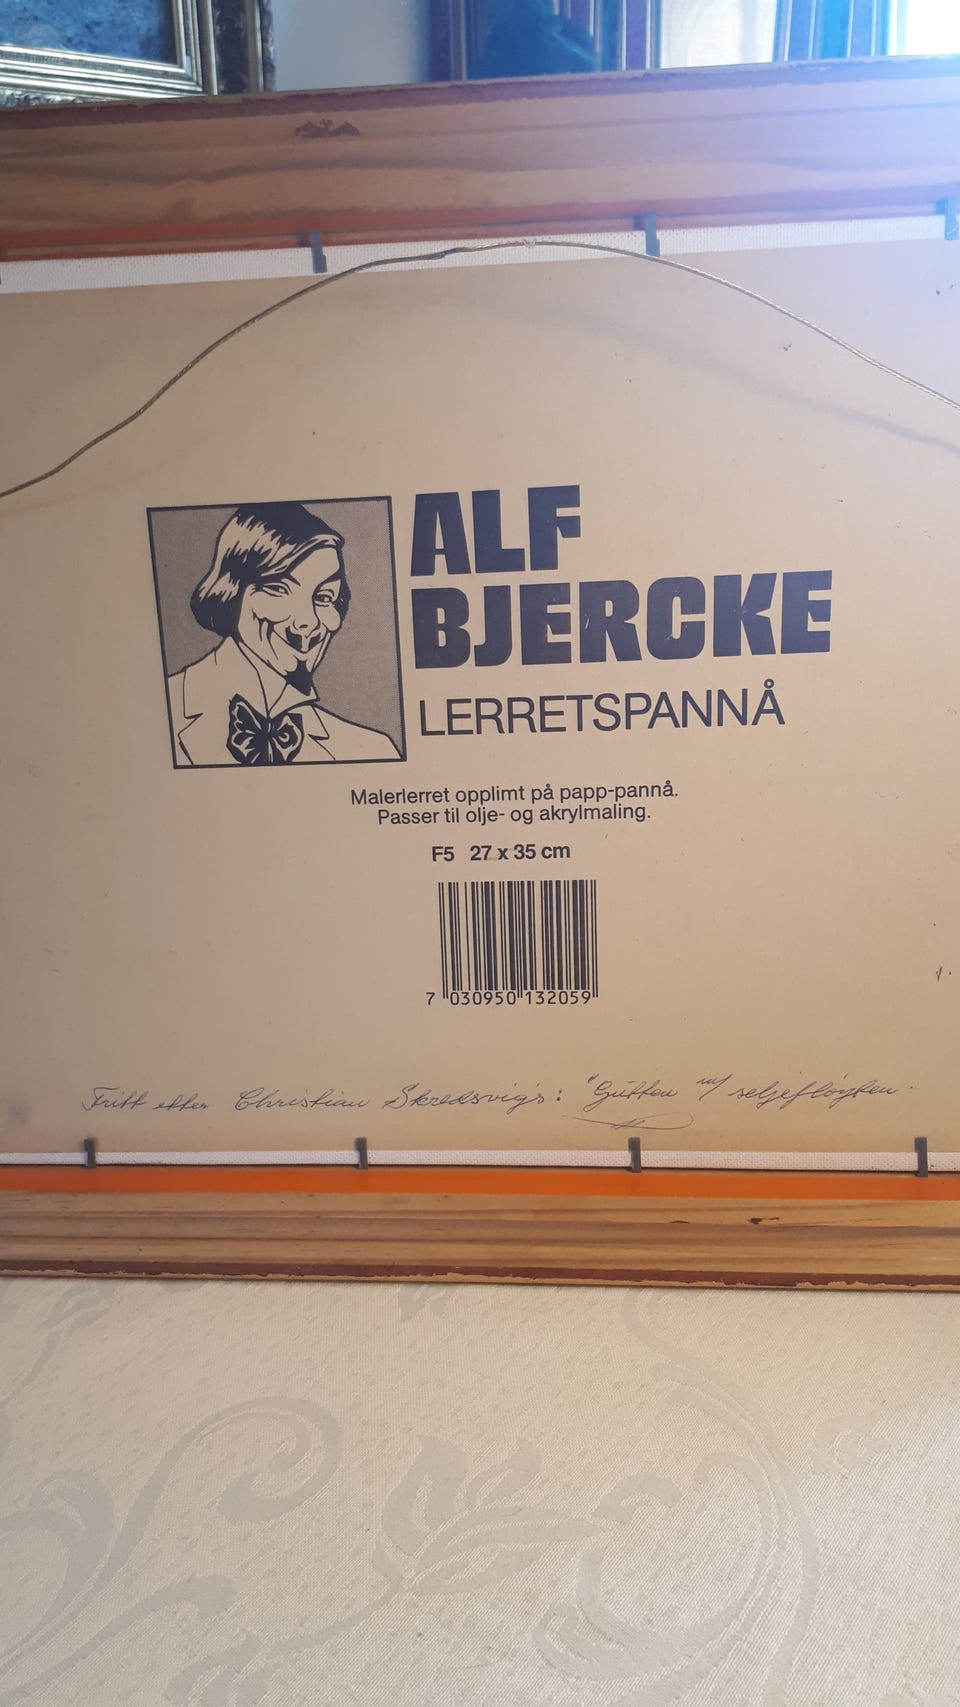 ALF
BJERCKE
LERRETSPANNÅ
Malerlerret opplimt på papp-pannå.
Passer til olje- og akrylmaling.
F5 27 x 35 cm
7 030950 132059
Fritt etter Christian Skredsvigs: "Gutten m/ seljefløyten.